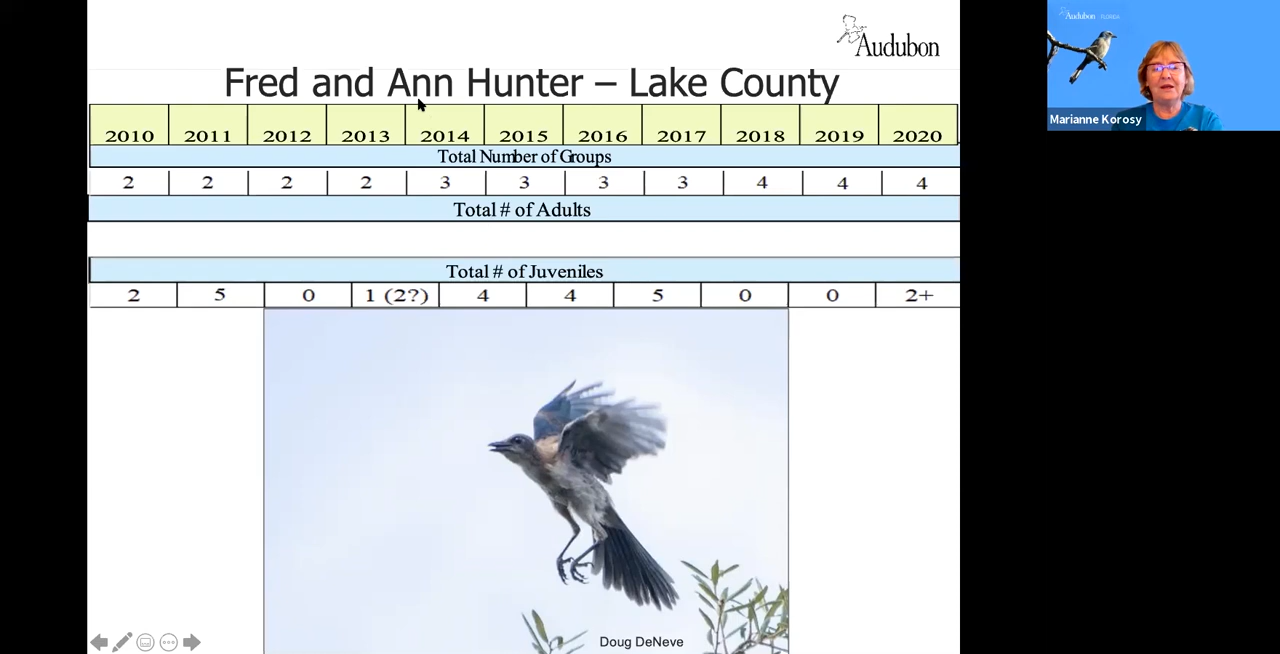 Audubon
Audubon FLORIDA
Fred and Ann Hunter – Lake County
Marianne Korosy
2010 2011 2012 2013 2014 2015 2016 2017 2018 2019 2020
Total Number of Groups
2 2 2 2 3 3 3 3 4 4 4
Total # of Adults
Total # of Juveniles
2 5 0 1 (2?) 4 4 5 0 0 2+
Doug DeNeve